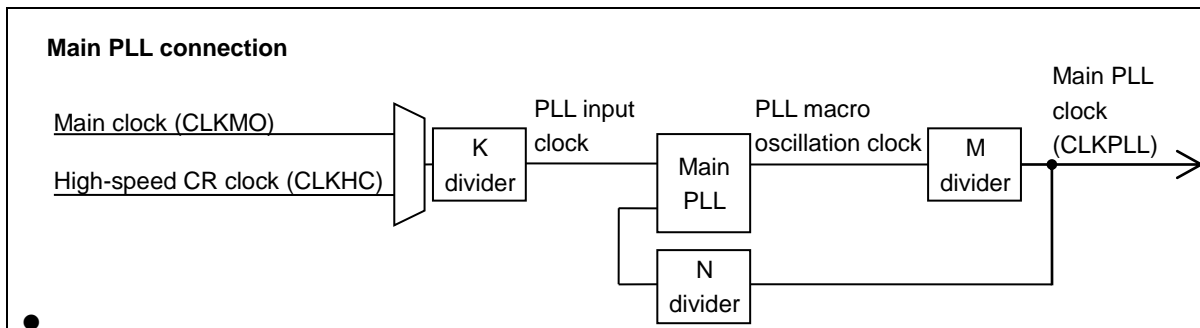 Main PLL connection
Main clock (CLKMO)
High-speed CR clock (CLKHC)
K
divider
PLL input
clock
Main
PLL
PLL macro
oscillation clock
M
divider
Main PLL
clock
(CLKPLL)
N
divider